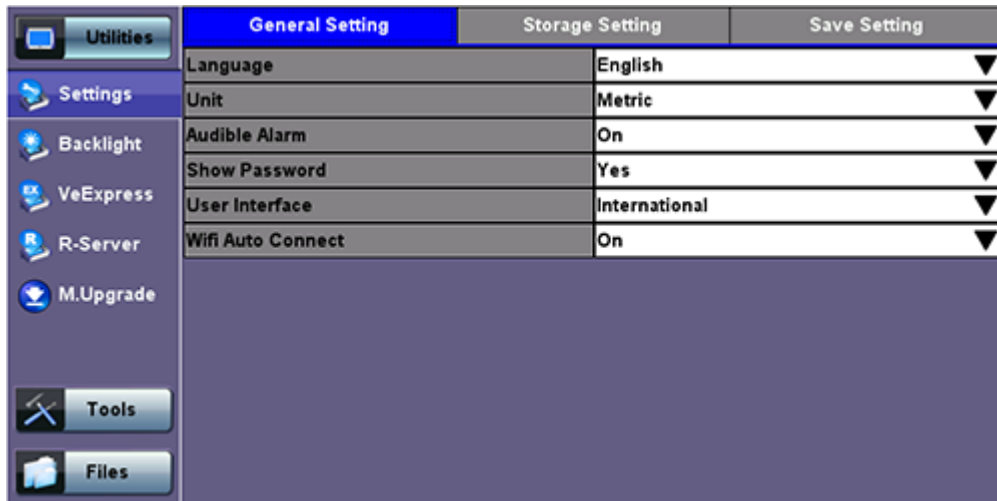 Utilities
General Setting Storage Setting Save Setting
Language English
Settings
Unit Metric
Audible Alarm On
Backlight
Show Password Yes
EX VeExpress
User Interface International
R R-Server
Wifi Auto Connect On
M.Upgrade
Tools
Files